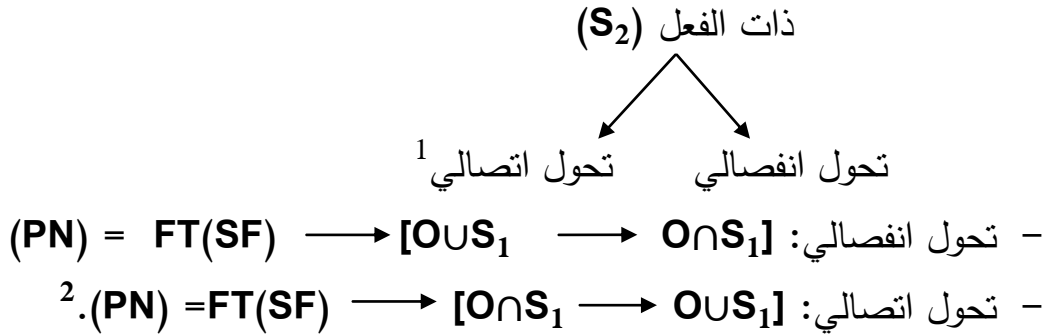 ذات الفعل (S₂)
تحول انفصالي تحول اتصالي¹
– تحول انفصالي: (PN) = FT(SF) ⟶ [O∪S₁ ⟶ O∩S₁]
– تحول اتصالي: (PN) =FT(SF) ⟶ [O∩S₁ ⟶ O∪S₁].²